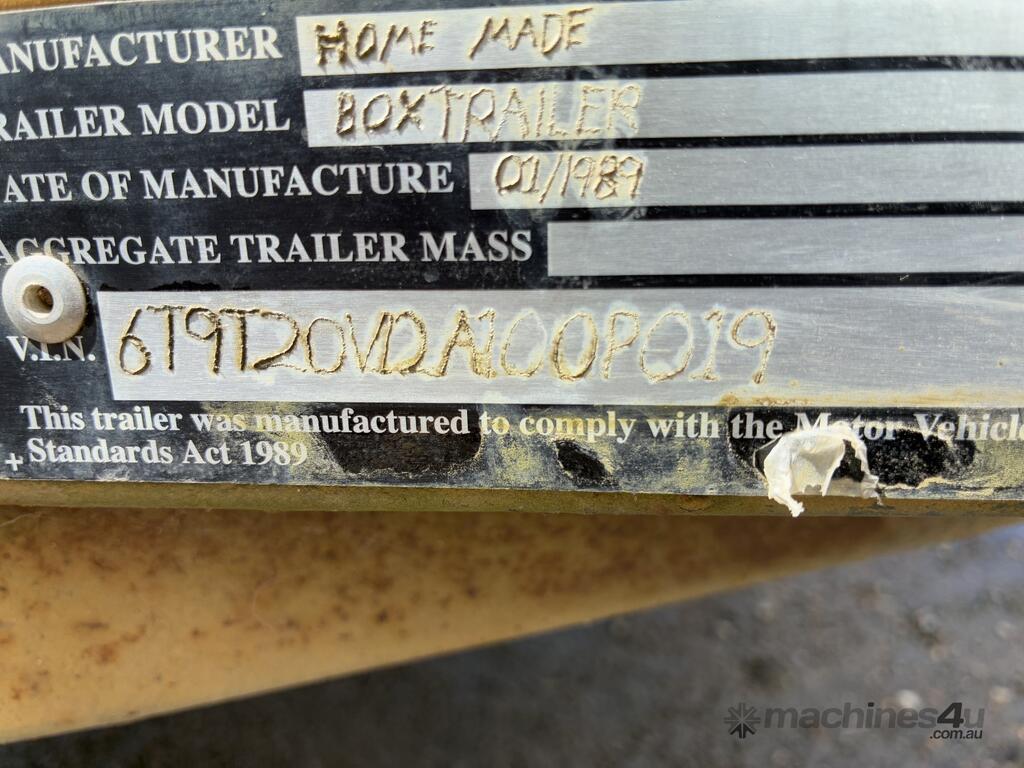 ANUFACTURER HOME MADE
RAILER MODEL BOXTRAILER
ATE OF MANUFACTURE 01/1989
AGGREGATE TRAILER MASS
V.I.N. 6T9T20VD2A100PQ19
This trailer was manufactured to comply with the Motor Vehicle
+ Standards Act 1989
machines4u
.com.au